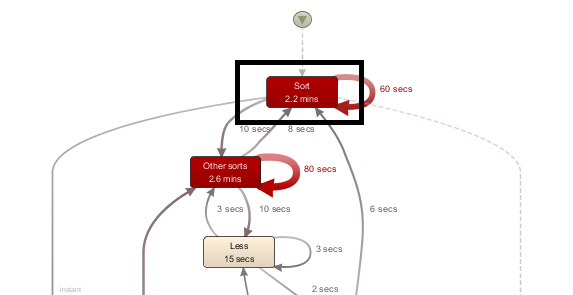 Sort
2.2 mins
60 secs
10 secs
8 secs
Other sorts
2.6 mins
80 secs
3 secs
10 secs
6 secs
Less
15 secs
3 secs
instant
2 secs